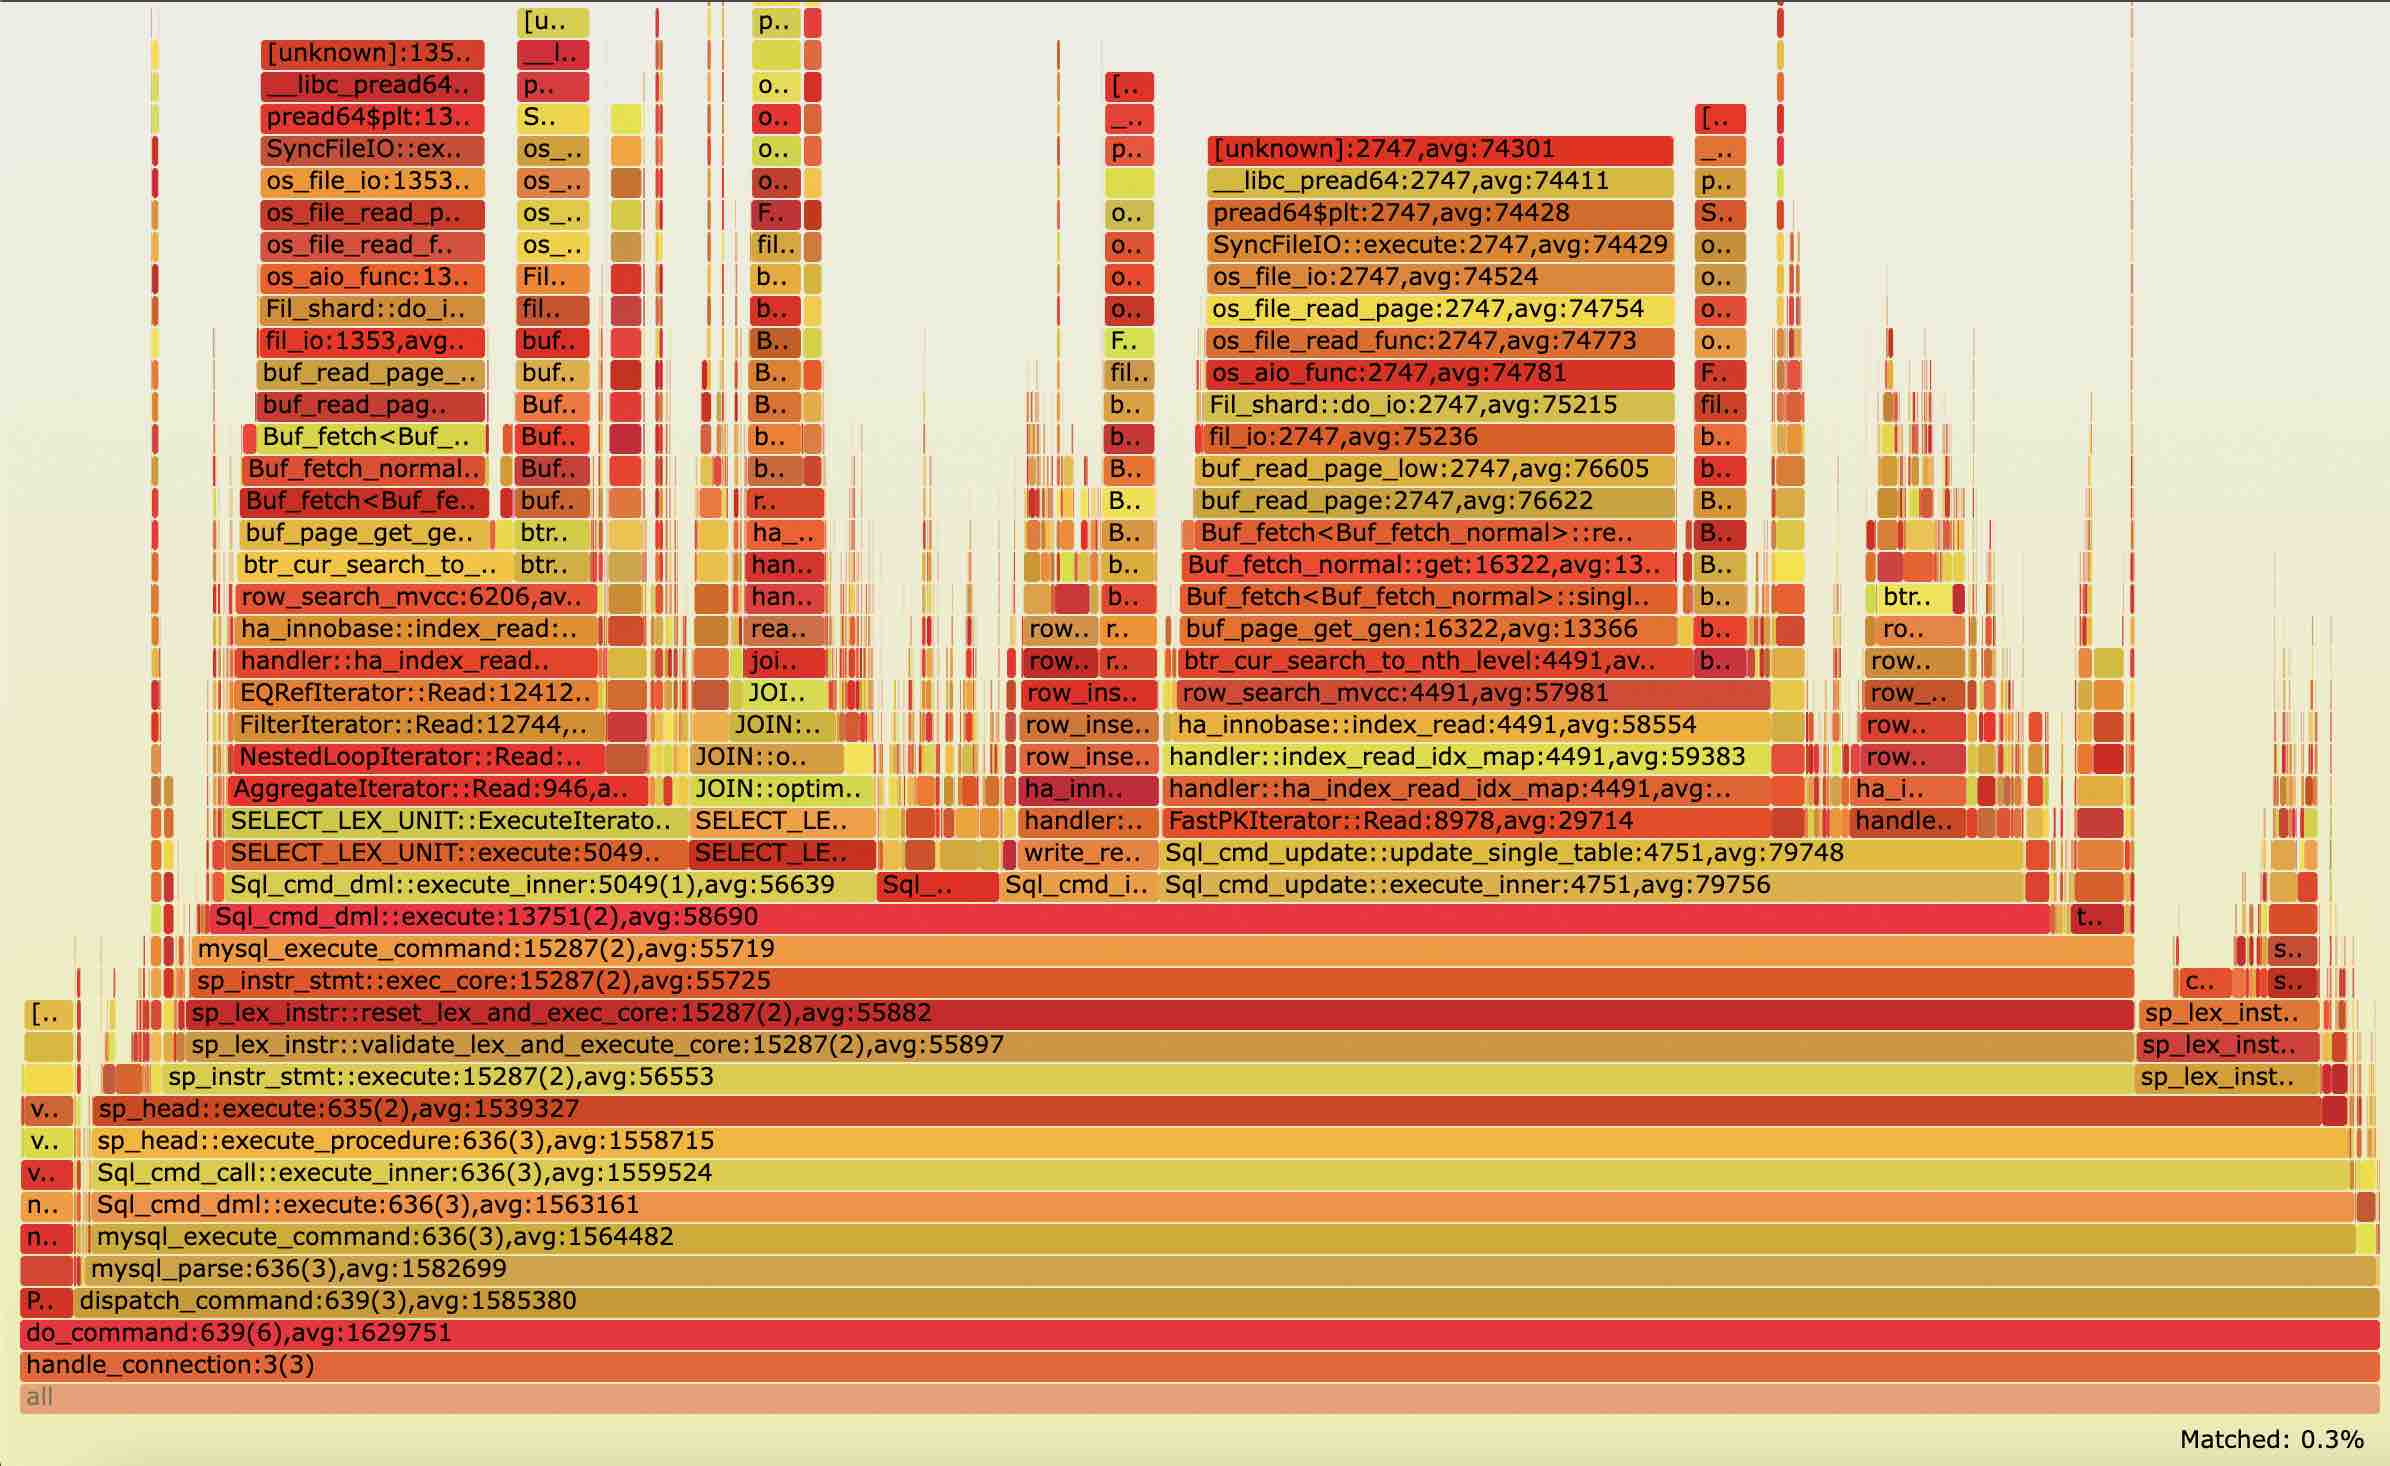 [u.. p..
[unknown]:135.. __l..
__libc_pread64.. p.. o.. [..
pread64$plt:13.. S.. o.. _.. [..
SyncFileIO::ex.. os_.. o.. p.. [unknown]:2747,avg:74301 _..
os_file_io:1353.. os_.. o.. __libc_pread64:2747,avg:74411 p..
os_file_read_p.. os_.. F.. o.. pread64$plt:2747,avg:74428 S..
os_file_read_f.. os_.. fil.. o.. SyncFileIO::execute:2747,avg:74429 o..
os_aio_func:13.. Fil.. b.. o.. os_file_io:2747,avg:74524 o..
Fil_shard::do_i.. fil.. b.. o.. os_file_read_page:2747,avg:74754 o..
fil_io:1353,avg.. buf.. B.. F.. os_file_read_func:2747,avg:74773 o..
buf_read_page_.. buf.. B.. fil.. os_aio_func:2747,avg:74781 F..
buf_read_pag.. Buf.. B.. b.. Fil_shard::do_io:2747,avg:75215 fil..
Buf_fetch<Buf_.. Buf.. b.. b.. fil_io:2747,avg:75236 b..
Buf_fetch_normal.. Buf.. b.. B.. buf_read_page_low:2747,avg:76605 b..
Buf_fetch<Buf_fe.. buf.. r.. B.. buf_read_page:2747,avg:76622 B..
buf_page_get_ge.. btr.. ha_.. B.. Buf_fetch<Buf_fetch_normal>::re.. B..
btr_cur_search_to_.. btr.. han.. b.. Buf_fetch_normal::get:16322,avg:13.. B..
row_search_mvcc:6206,av.. han.. b.. Buf_fetch<Buf_fetch_normal>::singl.. b.. btr..
ha_innobase::index_read:.. rea.. row.. r.. buf_page_get_gen:16322,avg:13366 b.. ro..
handler::ha_index_read.. joi.. row.. r.. btr_cur_search_to_nth_level:4491,av.. b.. row..
EQRefIterator::Read:12412.. JOI.. row_ins.. row_search_mvcc:4491,avg:57981 row_..
FilterIterator::Read:12744,.. JOIN:.. row_inse.. ha_innobase::index_read:4491,avg:58554 row..
NestedLoopIterator::Read:.. JOIN::o.. row_inse.. handler::index_read_idx_map:4491,avg:59383 row..
AggregateIterator::Read:946,a.. JOIN::optim.. ha_inn.. handler::ha_index_read_idx_map:4491,avg:.. ha_i..
SELECT_LEX_UNIT::ExecuteIterato.. SELECT_LE.. handler:.. FastPKIterator::Read:8978,avg:29714 handle..
SELECT_LEX_UNIT::execute:5049.. SELECT_LE.. write_re.. Sql_cmd_update::update_single_table:4751,avg:79748
Sql_cmd_dml::execute_inner:5049(1),avg:56639 Sql_.. Sql_cmd_i.. Sql_cmd_update::execute_inner:4751,avg:79756
Sql_cmd_dml::execute:13751(2),avg:58690 t..
mysql_execute_command:15287(2),avg:55719 s..
sp_instr_stmt::exec_core:15287(2),avg:55725 c.. s..
[.. sp_lex_instr::reset_lex_and_exec_core:15287(2),avg:55882 sp_lex_inst..
sp_lex_instr::validate_lex_and_execute_core:15287(2),avg:55897 sp_lex_inst..
sp_instr_stmt::execute:15287(2),avg:56553 sp_lex_inst..
v.. sp_head::execute:635(2),avg:1539327
v.. sp_head::execute_procedure:636(3),avg:1558715
v.. Sql_cmd_call::execute_inner:636(3),avg:1559524
n.. Sql_cmd_dml::execute:636(3),avg:1563161
n.. mysql_execute_command:636(3),avg:1564482
mysql_parse:636(3),avg:1582699
P.. dispatch_command:639(3),avg:1585380
do_command:639(6),avg:1629751
handle_connection:3(3)
all
Matched: 0.3%